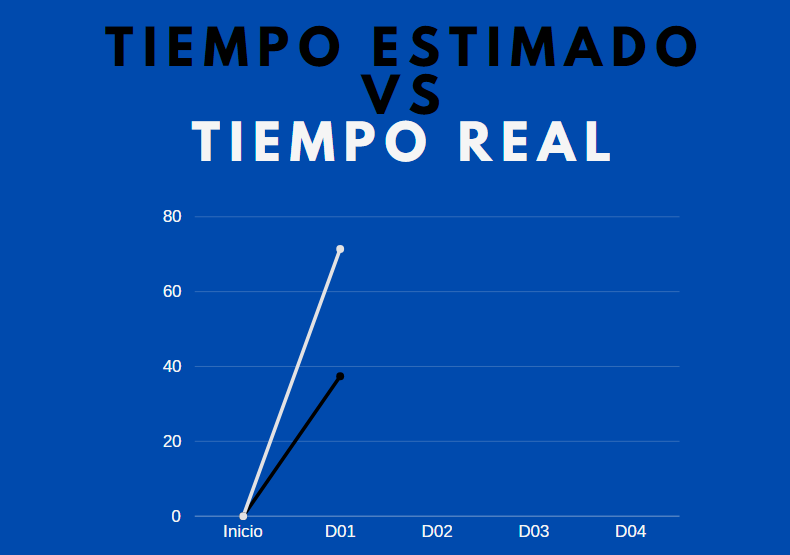 TIEMPO ESTIMADO
VS
TIEMPO REAL
80
60
40
20
0
Inicio D01 D02 D03 D04